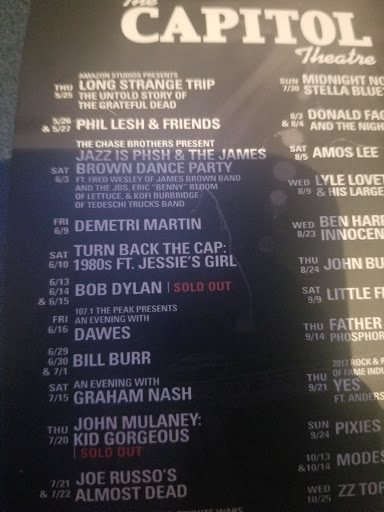 The
CAPITOL
Theatre
AMAZON STUDIOS PRESENTS
THU LONG STRANGE TRIP
5/25 THE UNTOLD STORY OF
THE GRATEFUL DEAD
5/26
& 5/27 PHIL LESH & FRIENDS
THE CHASE BROTHERS PRESENT
JAZZ IS PHSH & THE JAMES
SAT BROWN DANCE PARTY
6/3 FT. FRED WESLEY OF JAMES BROWN BAND
AND THE JBS, ERIC "BENNY" BLOOM
OF LETTUCE, & KOFI BURBRIDGE
OF TEDESCHI TRUCKS BAND
FRI
6/9 DEMETRI MARTIN
SAT TURN BACK THE CAP:
6/10 1980s FT. JESSIE'S GIRL
6/13
6/14 BOB DYLAN | SOLD OUT
& 6/15
107.1 THE PEAK PRESENTS
FRI AN EVENING WITH
6/16 DAWES
6/29
6/30 BILL BURR
& 7/1
SAT AN EVENING WITH
7/15 GRAHAM NASH
THU JOHN MULANEY:
7/20 KID GORGEOUS
| SOLD OUT
7/21 JOE RUSSO'S
& 7/22 ALMOST DEAD
SUN MIDNIGHT NO
7/30 STELLA BLUE
8/3 DONALD FAG
& 8/4 AND THE NIGH
SAT
8/5 AMOS LEE
WED LYLE LOVE
8/9 & HIS LARGE
WED BEN HAR
8/23 INNOCEN
THU
8/24 JOHN BU
SAT
9/9 LITTLE F
THU FATHER
9/14 PHOSPHOR
2017 ROCK & R
OF FAME INDU
THU
9/21 YES
FT. ANDERS
SUN
9/24 PIXIES
10/13
& 10/14 MODES
WED
10/25 ZZ TOP